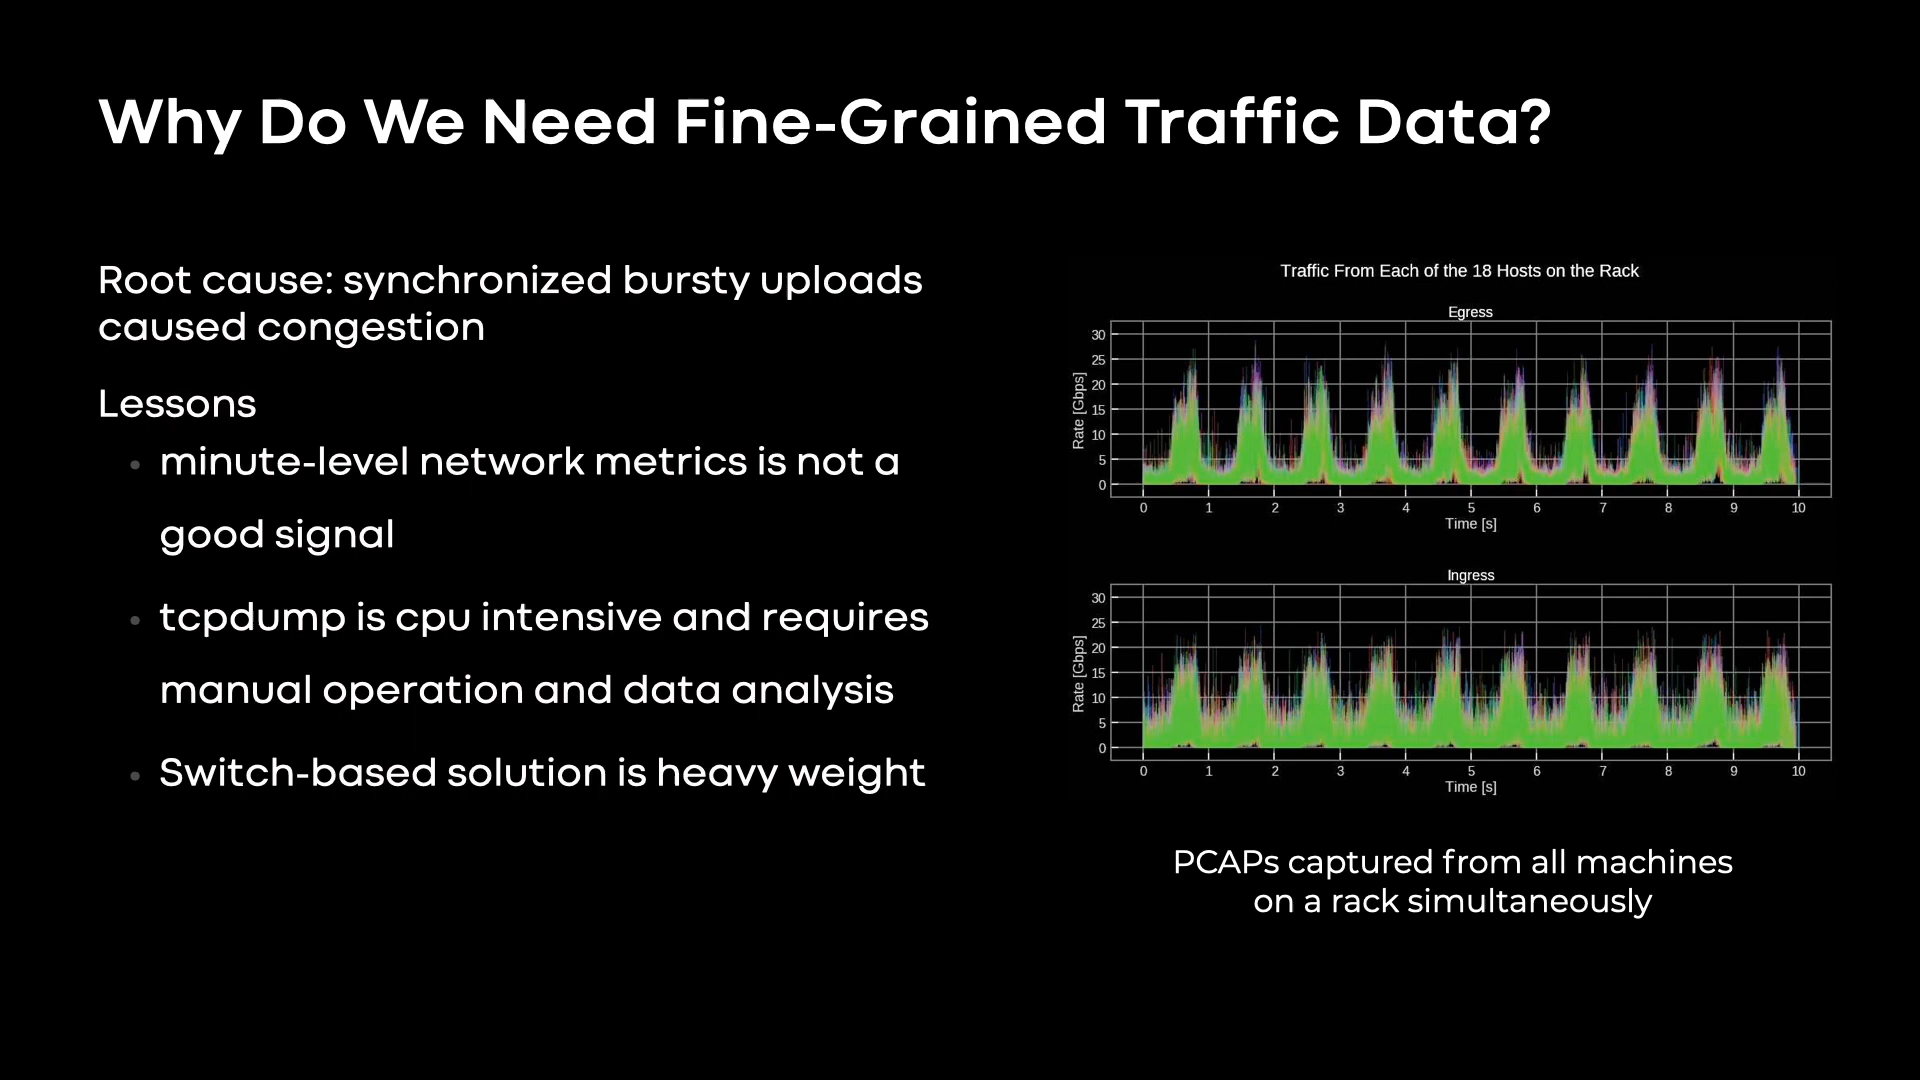 Why Do We Need Fine-Grained Traffic Data?
Root cause: synchronized bursty uploads
caused congestion
Lessons
minute-level network metrics is not a
good signal
tcpdump is cpu intensive and requires
manual operation and data analysis
Switch-based solution is heavy weight
Traffic From Each of the 18 Hosts on the Rack
Egress
Rate [Gbps]
30
25
20
15
10
5
0
0 1 2 3 4 5 6 7 8 9 10
Time [s]
Ingress
Rate [Gbps]
30
25
20
15
10
5
0
0 1 2 3 4 5 6 7 8 9 10
Time [s]
PCAPs captured from all machines
on a rack simultaneously